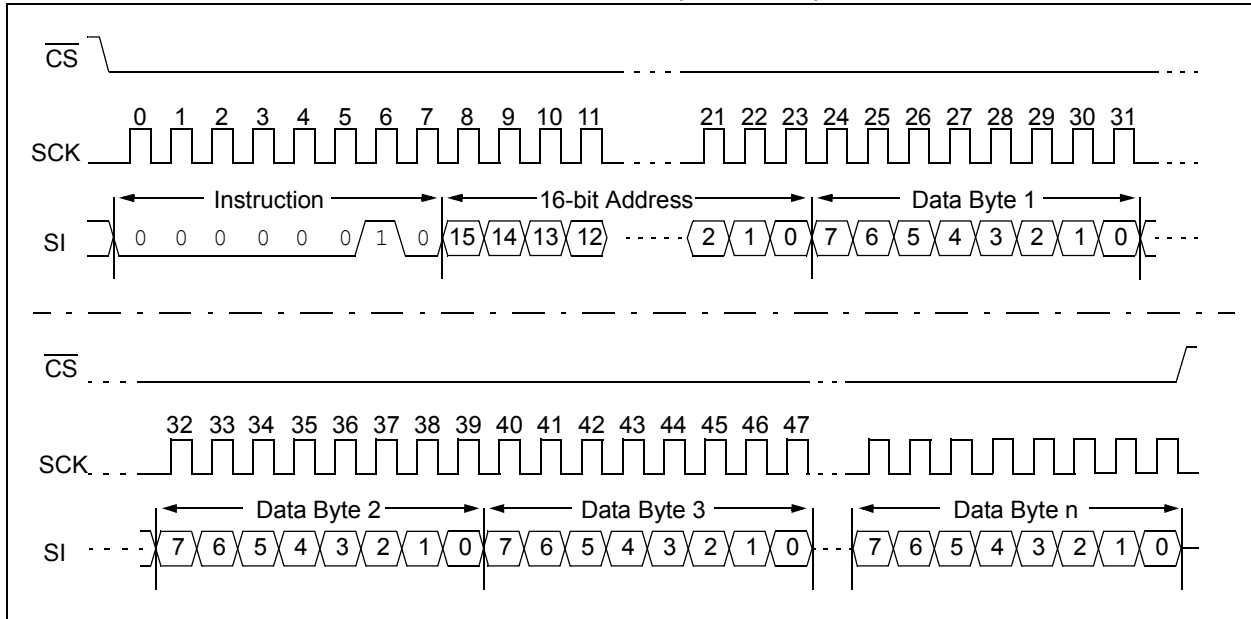 CS
0 1 2 3 4 5 6 7 8 9 10 11 21 22 23 24 25 26 27 28 29 30 31
SCK
Instruction 16-bit Address Data Byte 1
SI 0 0 0 0 0 0 1 0 15 14 13 12 2 1 0 7 6 5 4 3 2 1 0
CS
32 33 34 35 36 37 38 39 40 41 42 43 44 45 46 47
SCK
Data Byte 2 Data Byte 3 Data Byte n
SI 7 6 5 4 3 2 1 0 7 6 5 4 3 2 1 0 7 6 5 4 3 2 1 0